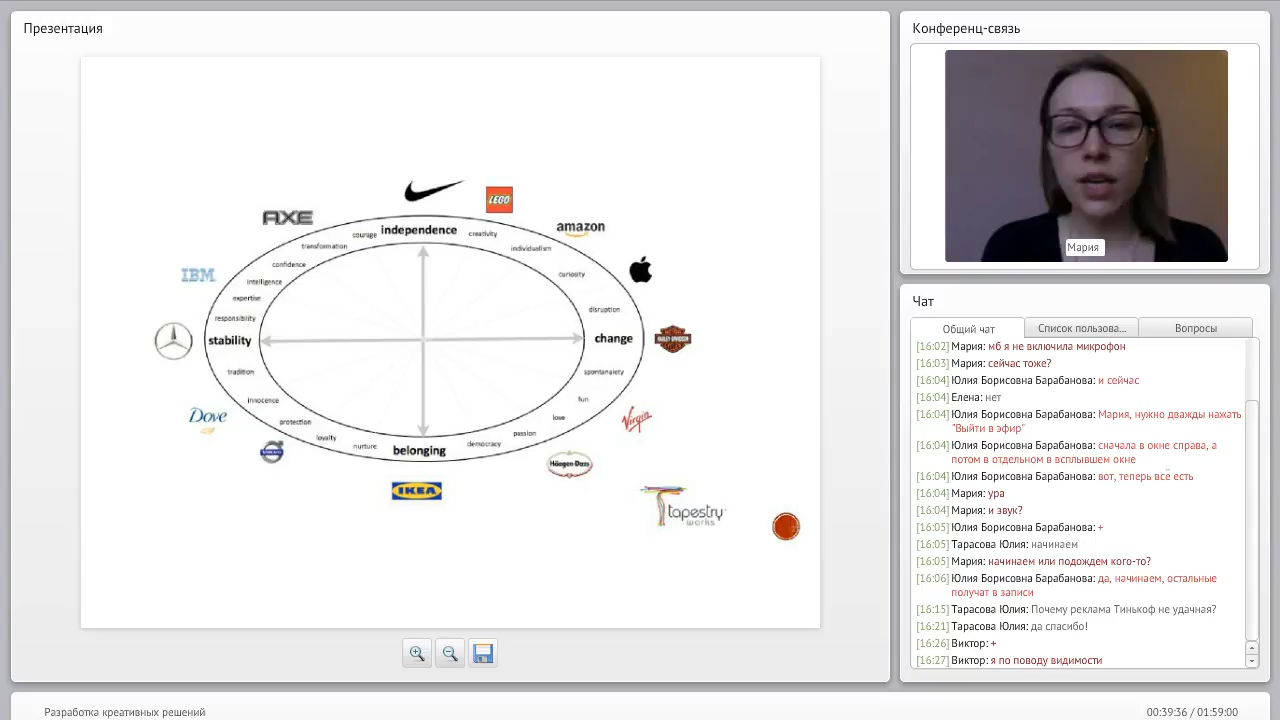 Презентация
AXE
LEGO
amazon
courage
independence
creativity
transformation
individualism
confidence
IBM
curiosity
intelligence
expertise
disruption
responsibility
stability
change
HARLEY-DAVIDSON
tradition
spontaneity
innocence
fun
Dove
protection
love
Virgin
loyalty
passion
nurture
belonging
democracy
VOLVO
Häagen-Dazs
IKEA
tapestry
works
Конференц-связь
Мария
Чат
Общий чат
Список пользова...
Вопросы
[16:02] Мария: мб я не включила микрофон
[16:03] Мария: сейчас тоже?
[16:04] Юлия Борисовна Барабанова: и сейчас
[16:04] Елена: нет
[16:04] Юлия Борисовна Барабанова: Мария, нужно дважды нажать
"Выйти в эфир"
[16:04] Юлия Борисовна Барабанова: сначала в окне справа, а
потом в отдельном в всплывшем окне
[16:04] Юлия Борисовна Барабанова: вот, теперь всё есть
[16:04] Мария: ура
[16:04] Мария: и звук?
[16:05] Юлия Борисовна Барабанова: +
[16:05] Тарасова Юлия: начинаем
[16:05] Мария: начинаем или подождем кого-то?
[16:06] Юлия Борисовна Барабанова: да, начинаем, остальные
получат в записи
[16:15] Тарасова Юлия: Почему реклама Тинькоф не удачная?
[16:21] Тарасова Юлия: да спасибо!
[16:26] Виктор: +
[16:27] Виктор: я по поводу видимости
Разработка креативных решений
00:39:36 / 01:59:00